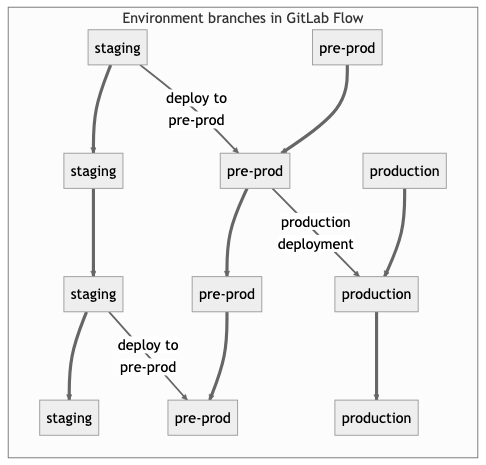 Environment branches in GitLab Flow
staging
pre-prod
deploy to
pre-prod
staging
pre-prod
production
production
deployment
staging
pre-prod
production
deploy to
pre-prod
staging
pre-prod
production